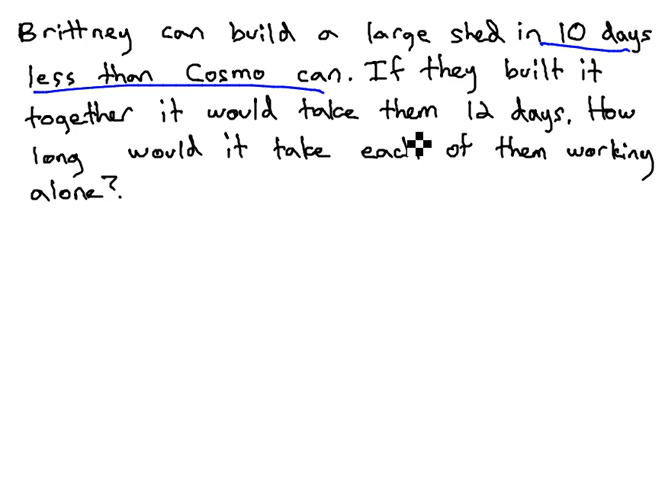 Brittney can build a large shed in 10 days
less than Cosmo can. If they built it
together it would take them 12 days. How
long would it take each of them working
alone?.